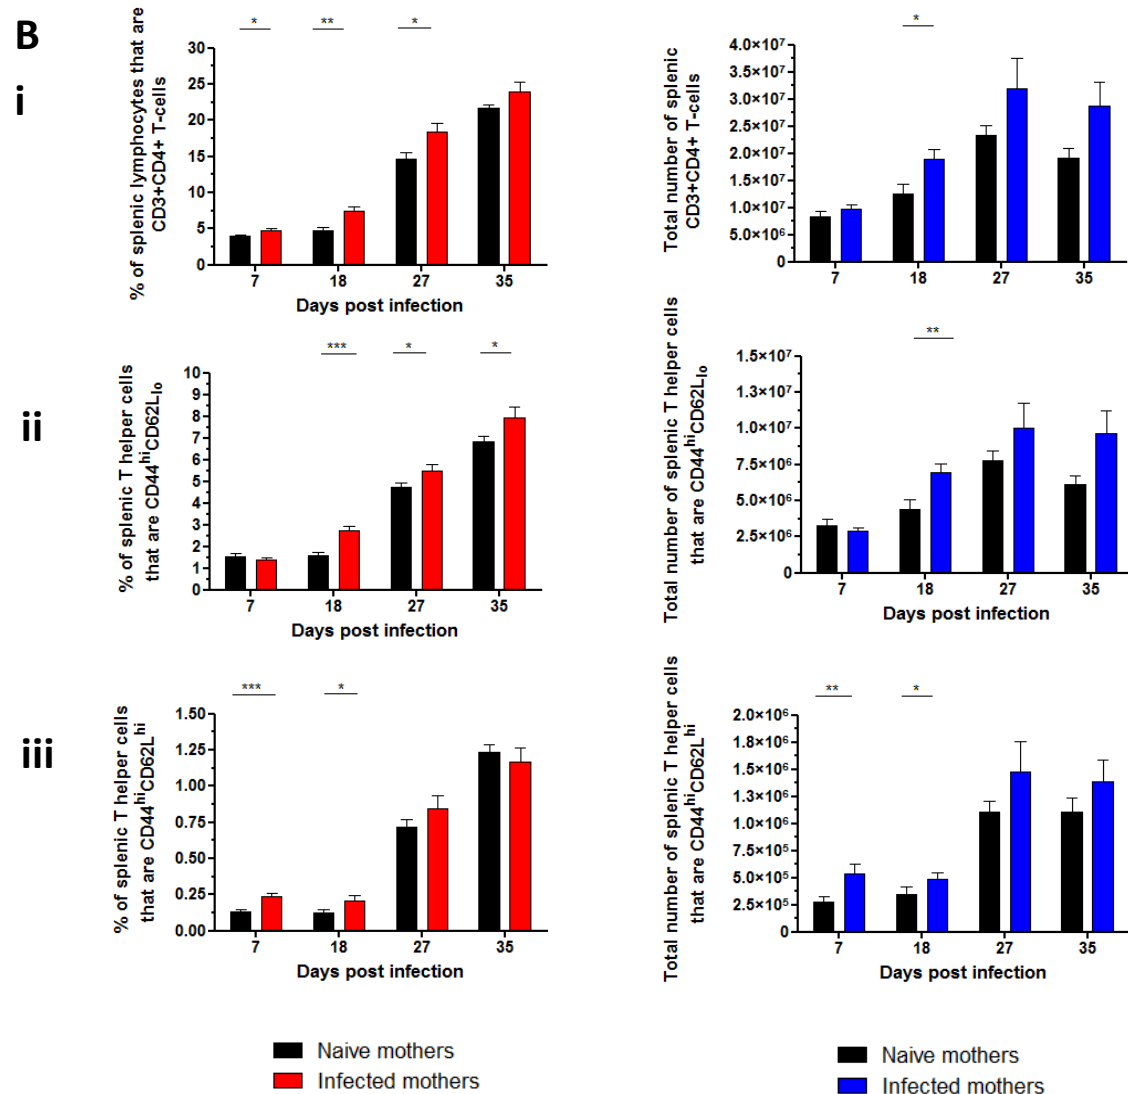 B
i
% of splenic lymphocytes that are
CD3+CD4+ T-cells
*
**
*
30
25
20
15
10
5
0
7 18 27 35
Days post infection
Total number of splenic
CD3+CD4+ T-cells
*
4.0×10⁷
3.5×10⁷
3.0×10⁷
2.5×10⁷
2.0×10⁷
1.5×10⁷
1.0×10⁷
5.0×10⁶
0
7 18 27 35
Days post infection
ii
% of splenic T helper cells
that are CD44ʰⁱCD62Lₗₒ
***
*
*
10
9
8
7
6
5
4
3
2
1
0
7 18 27 35
Days post infection
Total number of splenic T helper cells
that are CD44ʰⁱCD62Lₗₒ
**
1.5×10⁷
1.3×10⁷
1.0×10⁷
7.5×10⁶
5.0×10⁶
2.5×10⁶
0
7 18 27 35
Days post infection
iii
% of splenic T helper cells
that are CD44ʰⁱCD62Lʰⁱ
***
*
1.50
1.25
1.00
0.75
0.50
0.25
0.00
7 18 27 35
Days post infection
Total number of splenic T helper cells
that are CD44ʰⁱCD62Lʰⁱ
**
*
2.0×10⁶
1.8×10⁶
1.5×10⁶
1.3×10⁶
1.0×10⁶
7.5×10⁵
5.0×10⁵
2.5×10⁵
0
7 18 27 35
Days post infection
Naive mothers
Infected mothers
Naive mothers
Infected mothers